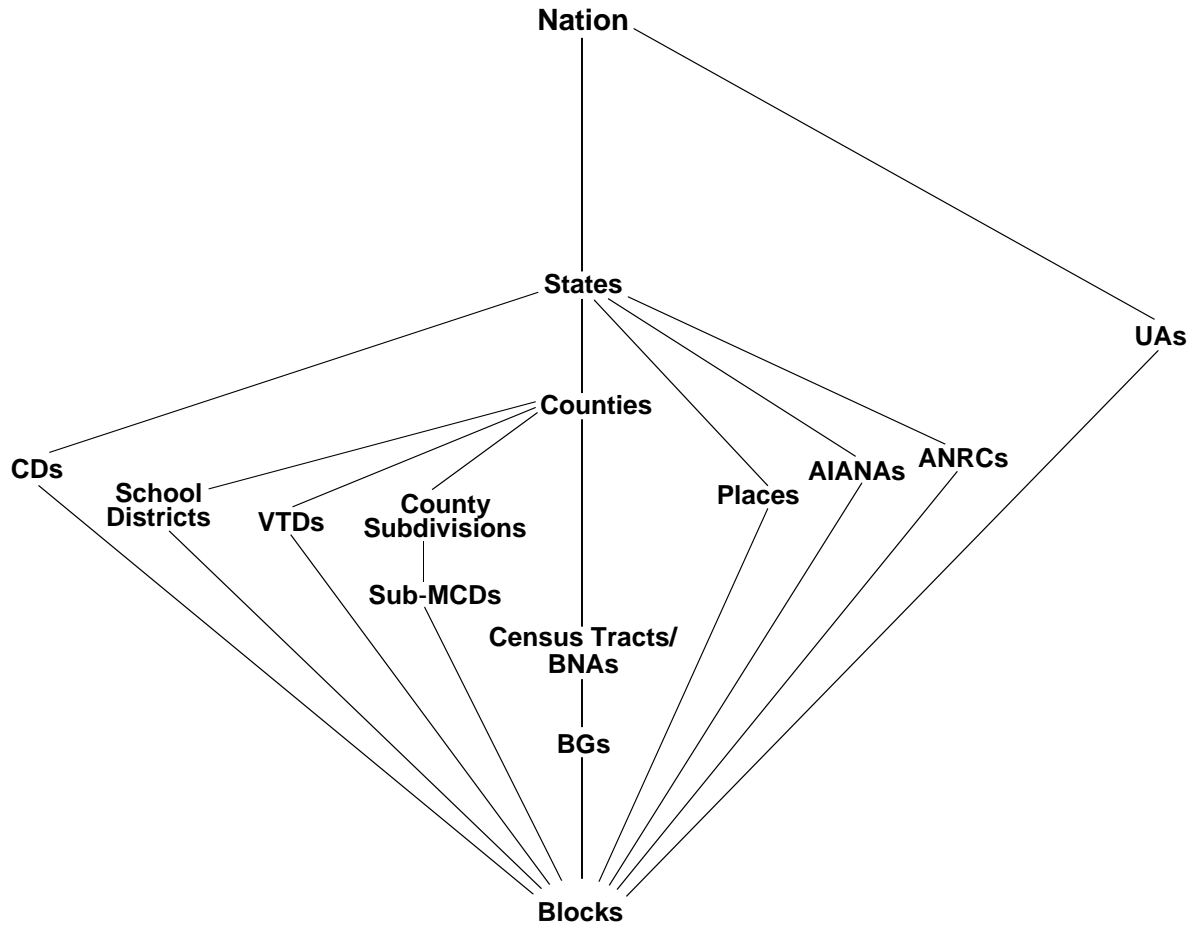 Nation
States
UAs
Counties
CDs
School
Districts
VTDs
County
Subdivisions
Places
AIANAs
ANRCs
Sub-MCDs
Census Tracts/
BNAs
BGs
Blocks